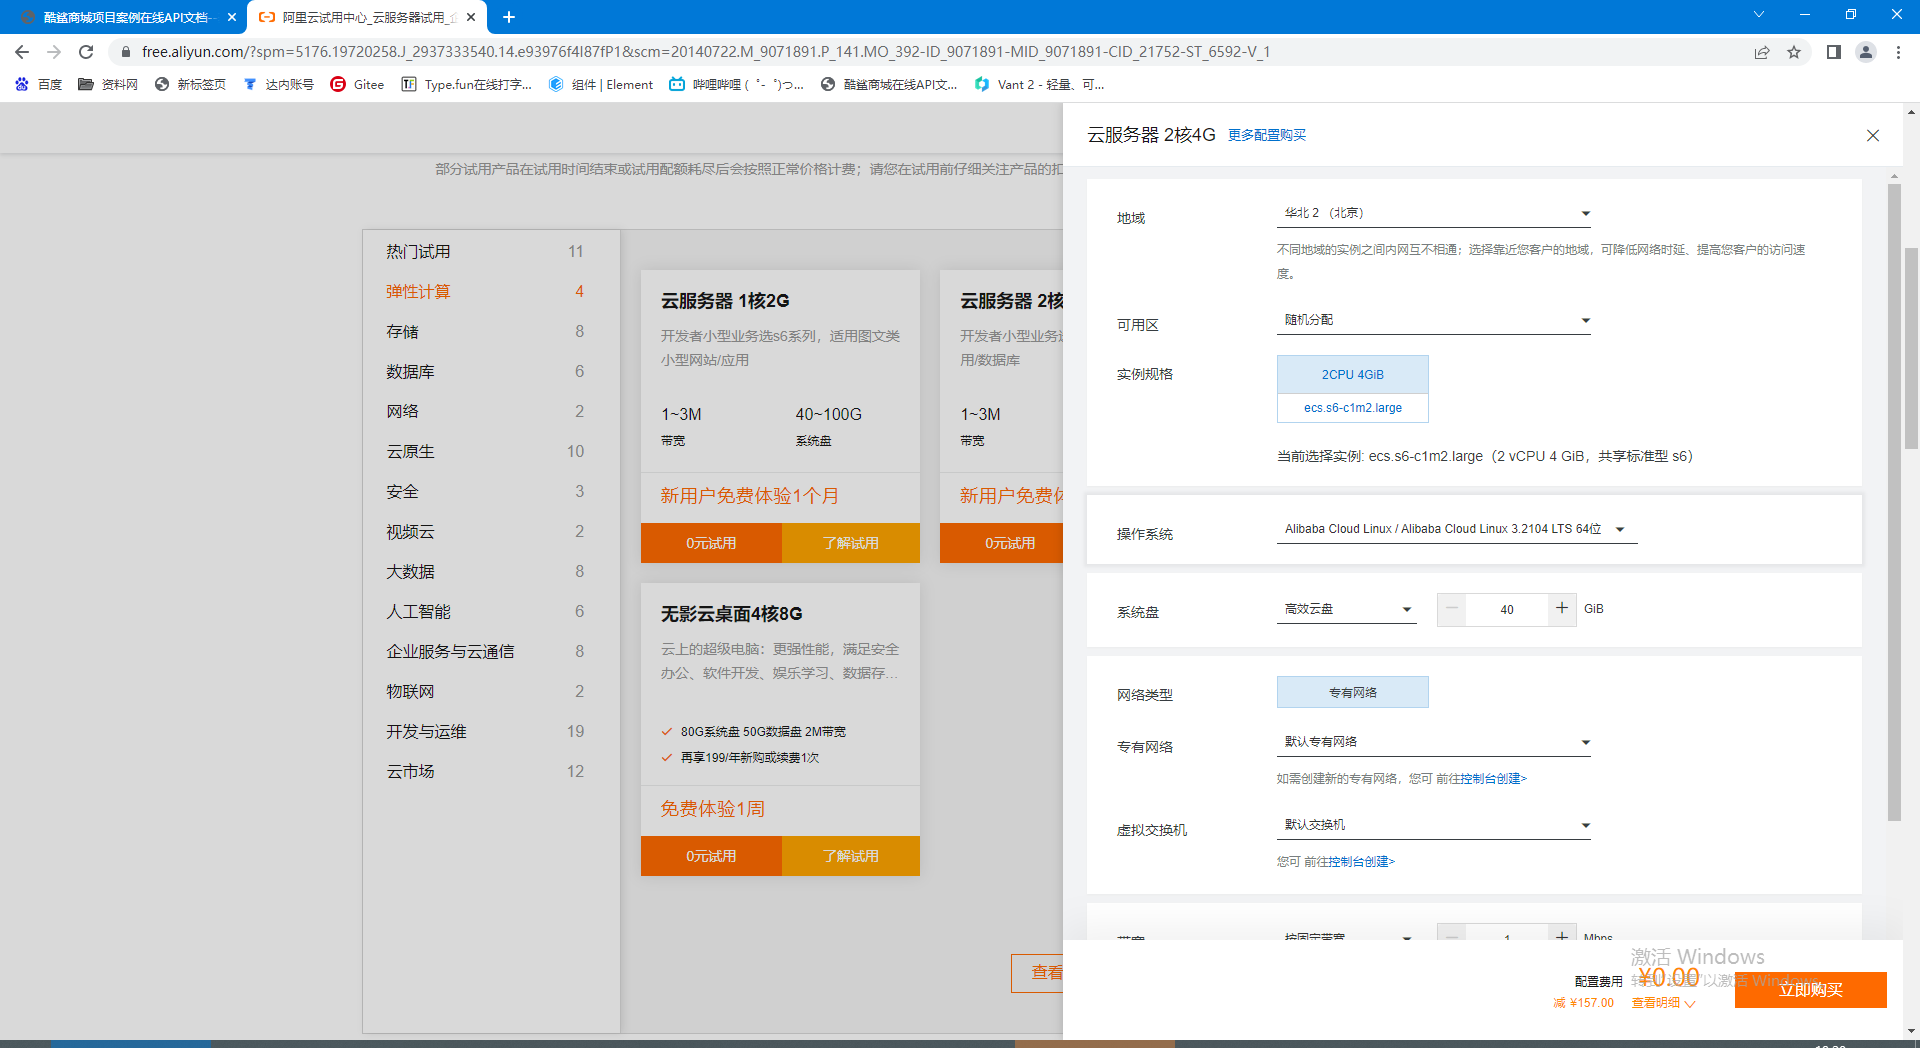 酷鲨商城项目案例在线API文档
阿里云试用中心_云服务器试用_
free.aliyun.com/?spm=5176.19720258.J_2937333540.14.e93976f4I87fP1&scm=20140722.M_9071891.P_141.MO_392-ID_9071891-MID_9071891-CID_21752-ST_6592-V_1
百度 资料网 新标签页 达内账号 Gitee Type.fun在线打字... 组件 | Element 哔哩哔哩 ( ゜- ゜)つ... 酷鲨商城在线API文... Vant 2 - 轻量、可...
部分试用产品在试用时间结束或试用配额耗尽后会按照正常价格计费；请您在试用前仔细关注产品的扣
热门试用 11
弹性计算 4
存储 8
数据库 6
网络 2
云原生 10
安全 3
视频云 2
大数据 8
人工智能 6
企业服务与云通信 8
物联网 2
开发与运维 19
云市场 12
云服务器 1核2G
开发者小型业务选s6系列，适用图文类
小型网站/应用
1~3M 40~100G
带宽 系统盘
新用户免费体验1个月
0元试用 了解试用
云服务器 2核
开发者小型业务
用/数据库
1~3M
带宽
新用户免费体
0元试用
无影云桌面4核8G
云上的超级电脑：更强性能，满足安全
办公、软件开发、娱乐学习、数据存...
80G系统盘 50G数据盘 2M带宽
再享199/年新购或续费1次
免费体验1周
0元试用 了解试用
查看
云服务器 2核4G 更多配置购买
地域 华北 2 （北京）
不同地域的实例之间内网互不相通；选择靠近您客户的地域，可降低网络时延、提高您客户的访问速
度。
可用区 随机分配
实例规格 2CPU 4GiB
ecs.s6-c1m2.large
当前选择实例: ecs.s6-c1m2.large（2 vCPU 4 GiB，共享标准型 s6）
操作系统 Alibaba Cloud Linux / Alibaba Cloud Linux 3.2104 LTS 64位
系统盘 高效云盘 40 GiB
网络类型 专有网络
专有网络 默认专有网络
如需创建新的专有网络，您可 前往控制台创建>
虚拟交换机 默认交换机
您可 前往控制台创建>
带宽 按固定带宽 1 Mbps
激活 Windows
转到"设置"以激活 Windows。
配置费用 ¥0.00
减 ¥157.00 查看明细
立即购买